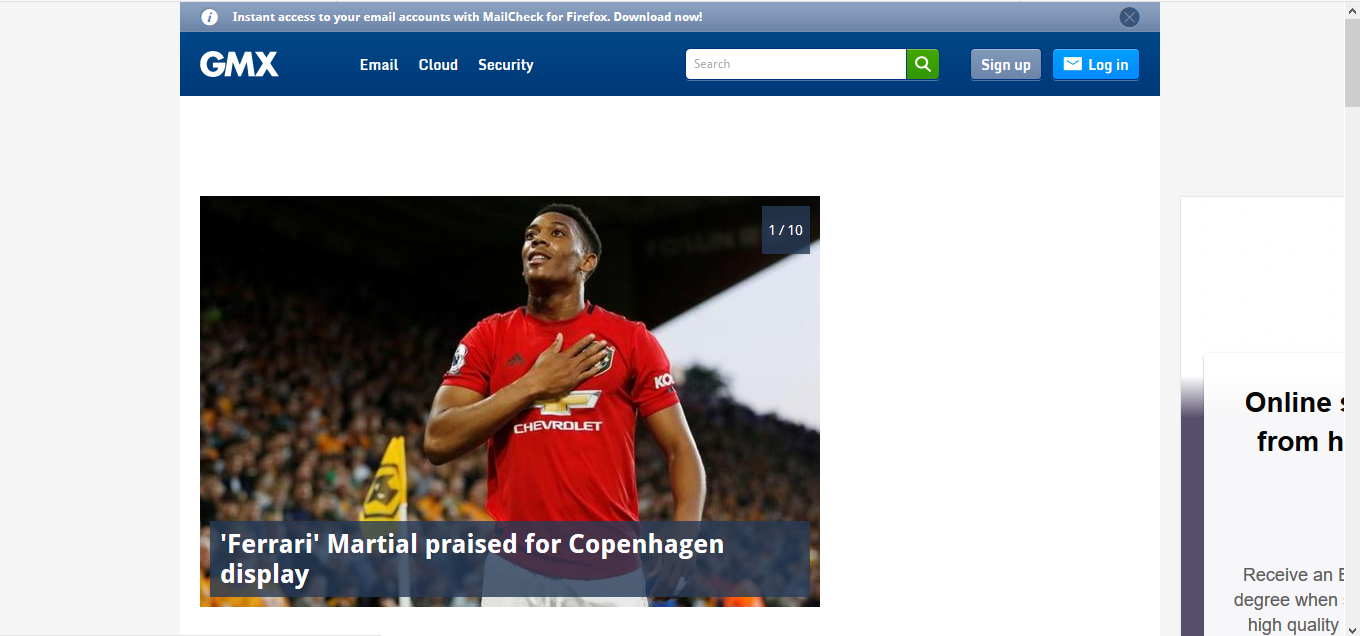 Instant access to your email accounts with MailCheck for Firefox. Download now!
GMX Email Cloud Security Search Sign up Log in
1 / 10
CHEVROLET
'Ferrari' Martial praised for Copenhagen
display
Online
from h
Receive an
degree when
high quality